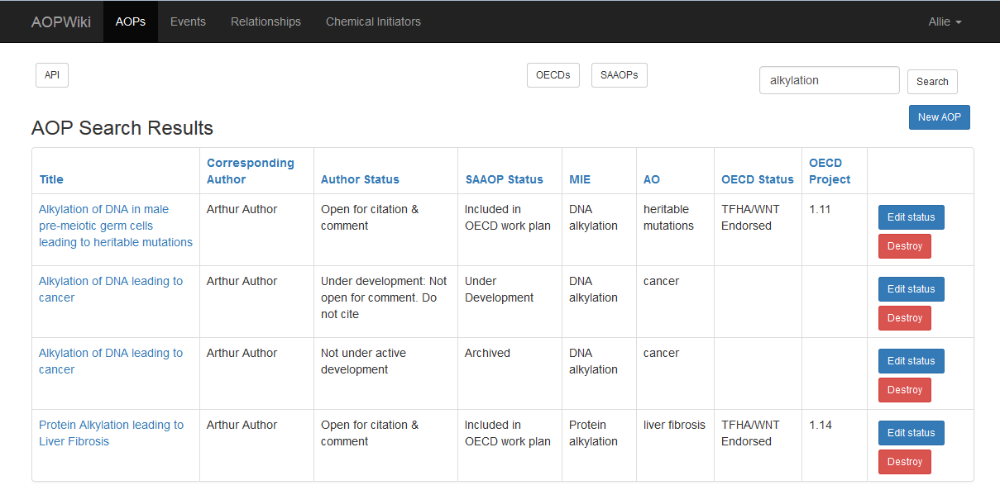 AOPWiki AOPs Events Relationships Chemical Initiators Allie
API OECDs SAAOPs alkylation Search
New AOP
AOP Search Results
Title
Corresponding
Author
Author Status
SAAOP Status
MIE
AO
OECD Status
OECD
Project
Alkylation of DNA in male
pre-meiotic germ cells
leading to heritable mutations
Arthur Author
Open for citation &
comment
Included in
OECD work plan
DNA
alkylation
heritable
mutations
TFHA/WNT
Endorsed
1.11
Edit status
Destroy
Alkylation of DNA leading to
cancer
Arthur Author
Under development: Not
open for comment. Do
not cite
Under
Development
DNA
alkylation
cancer
Edit status
Destroy
Alkylation of DNA leading to
cancer
Arthur Author
Not under active
development
Archived
DNA
alkylation
cancer
Edit status
Destroy
Protein Alkylation leading to
Liver Fibrosis
Arthur Author
Open for citation &
comment
Included in
OECD work plan
Protein
alkylation
liver fibrosis
TFHA/WNT
Endorsed
1.14
Edit status
Destroy